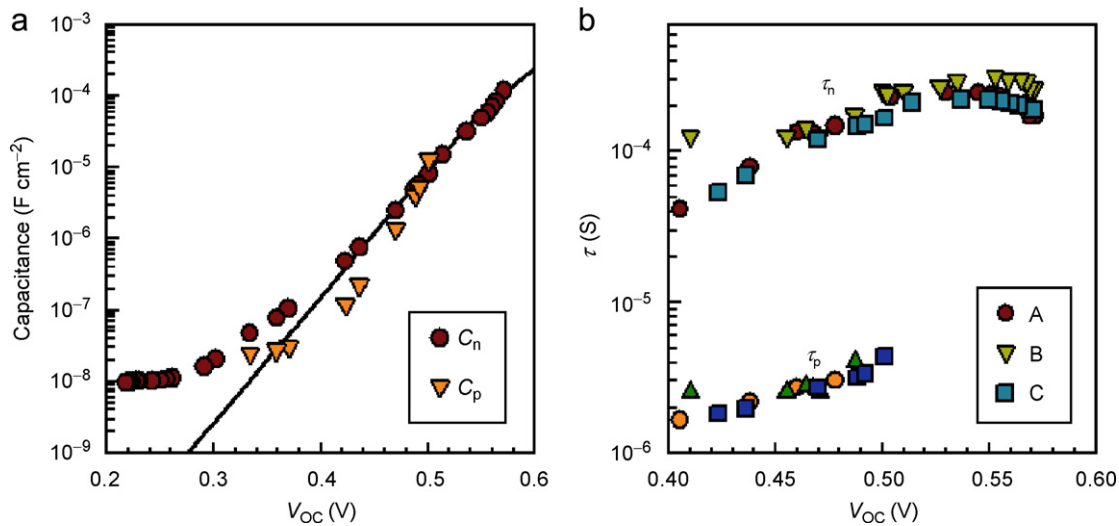 a
Capacitance (F cm⁻²)
10⁻³
10⁻⁴
10⁻⁵
10⁻⁶
10⁻⁷
10⁻⁸
10⁻⁹
0.2
0.3
0.4
0.5
0.6
V_OC (V)
C_n
C_p
b
τ (S)
10⁻⁴
10⁻⁵
10⁻⁶
0.40
0.45
0.50
0.55
0.60
V_OC (V)
τ_n
τ_p
A
B
C